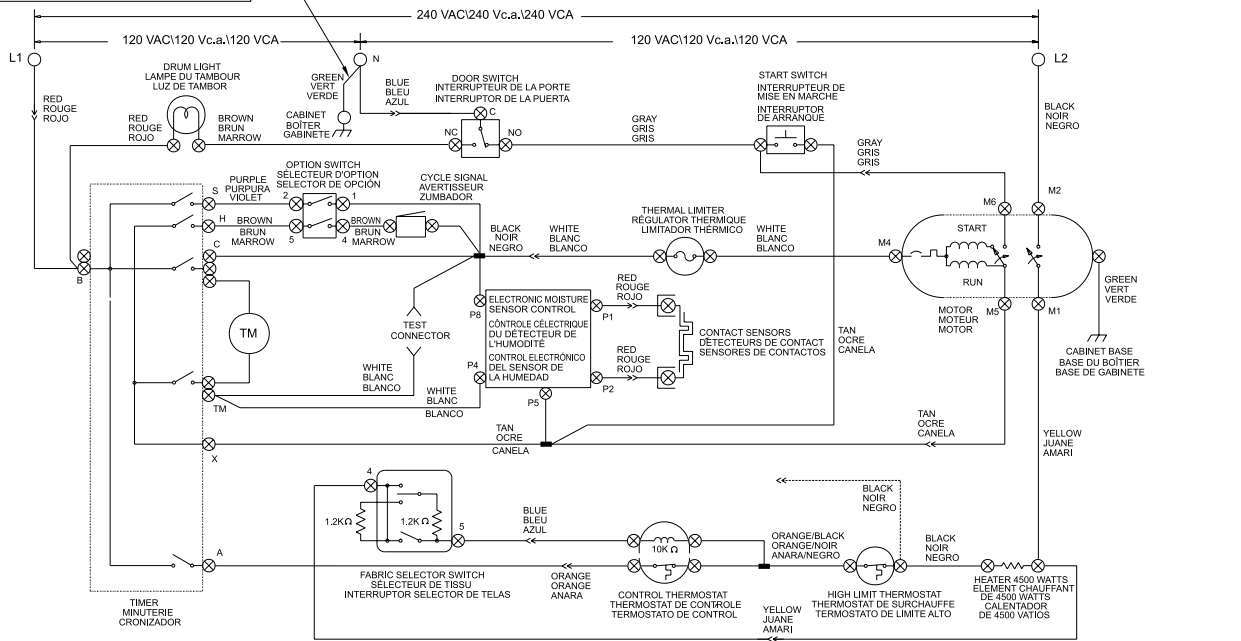 240 VAC\240 Vc.a.\240 VCA
120 VAC\120 Vc.a.\120 VCA
120 VAC\120 Vc.a.\120 VCA
L1
N
L2
DRUM LIGHT
LAMPE DU TAMBOUR
LUZ DE TAMBOR
GREEN
VERT
VERDE
BLUE
BLEU
AZUL
DOOR SWITCH
INTERRUPTEUR DE LA PORTE
INTERRUPTOR DE LA PUERTA
START SWITCH
INTERRUPTEUR DE
MISE EN MARCHE
INTERRUPTOR
DE ARRANQUE
RED
ROUGE
ROJO
RED
ROUGE
ROJO
BROWN
BRUN
MARROW
CABINET
BOÎTER
GABINETE
C
NC
NO
GRAY
GRIS
GRIS
BLACK
NOIR
NEGRO
GRAY
GRIS
GRIS
OPTION SWITCH
SÉLECTEUR D'OPTION
SELECTOR DE OPCIÓN
CYCLE SIGNAL
AVERTISSEUR
ZUMBADOR
S
PURPLE
PURPURA
VIOLET
2
1
M6
M2
H
BROWN
BRUN
MARROW
5
4
BROWN
BRUN
MARROW
BLACK
NOIR
NEGRO
WHITE
BLANC
BLANCO
THERMAL LIMITER
RÉGULATOR THERMIQUE
LIMITADOR THÉRMICO
WHITE
BLANC
BLANCO
M4
START
RUN
C
B
GREEN
VERT
VERDE
TM
TEST
CONNECTOR
P8
ELECTRONIC MOISTURE
SENSOR CONTROL
CÔNTROLE CÉLECTRIQUE
DU DÉTECTEUR DE
L'HUMODITÉ
CONTROL ELECTRÓNICO
DEL SENSOR DE
LA HUMEDAD
P1
RED
ROUGE
ROJO
CONTACT SENSORS
DÉTECTEURS DE CONTACT
SENSORES DE CONTACTOS
RED
ROUGE
ROJO
P2
P4
P5
TAN
OCRE
CANELA
MOTOR
MOTEUR
MOTOR
M5
M1
CABINET BASE
BASE DU BOÎTIER
BASE DE GABINETE
WHITE
BLANC
BLANCO
WHITE
BLANC
BLANCO
TM
TAN
OCRE
CANELA
TAN
OCRE
CANELA
YELLOW
JUANE
AMARI
X
4
1.2K Ω
1.2K Ω
5
BLUE
BLEU
AZUL
10K Ω
ORANGE/BLACK
ORANGE/NOIR
ANARA/NEGRO
BLACK
NOIR
NEGRO
BLACK
NOIR
NEGRO
A
FABRIC SELECTOR SWITCH
SÉLECTEUR DE TISSU
INTERRUPTOR SELECTOR DE TELAS
ORANGE
ORANGE
ANARA
CONTROL THERMOSTAT
THERMOSTAT DE CONTRÔLE
TERMOSTATO DE CONTROL
HIGH LIMIT THERMOSTAT
THERMOSTAT DE SURCHAUFFE
TERMOSTATO DE LIMITE ALTO
HEATER 4500 WATTS
ELEMENT CHAUFFANT
DE 4500 WATTS
CALENTADOR
DE 4500 VATIOS
TIMER
MINUTERIE
CRONIZADOR
YELLOW
JUANE
AMARI